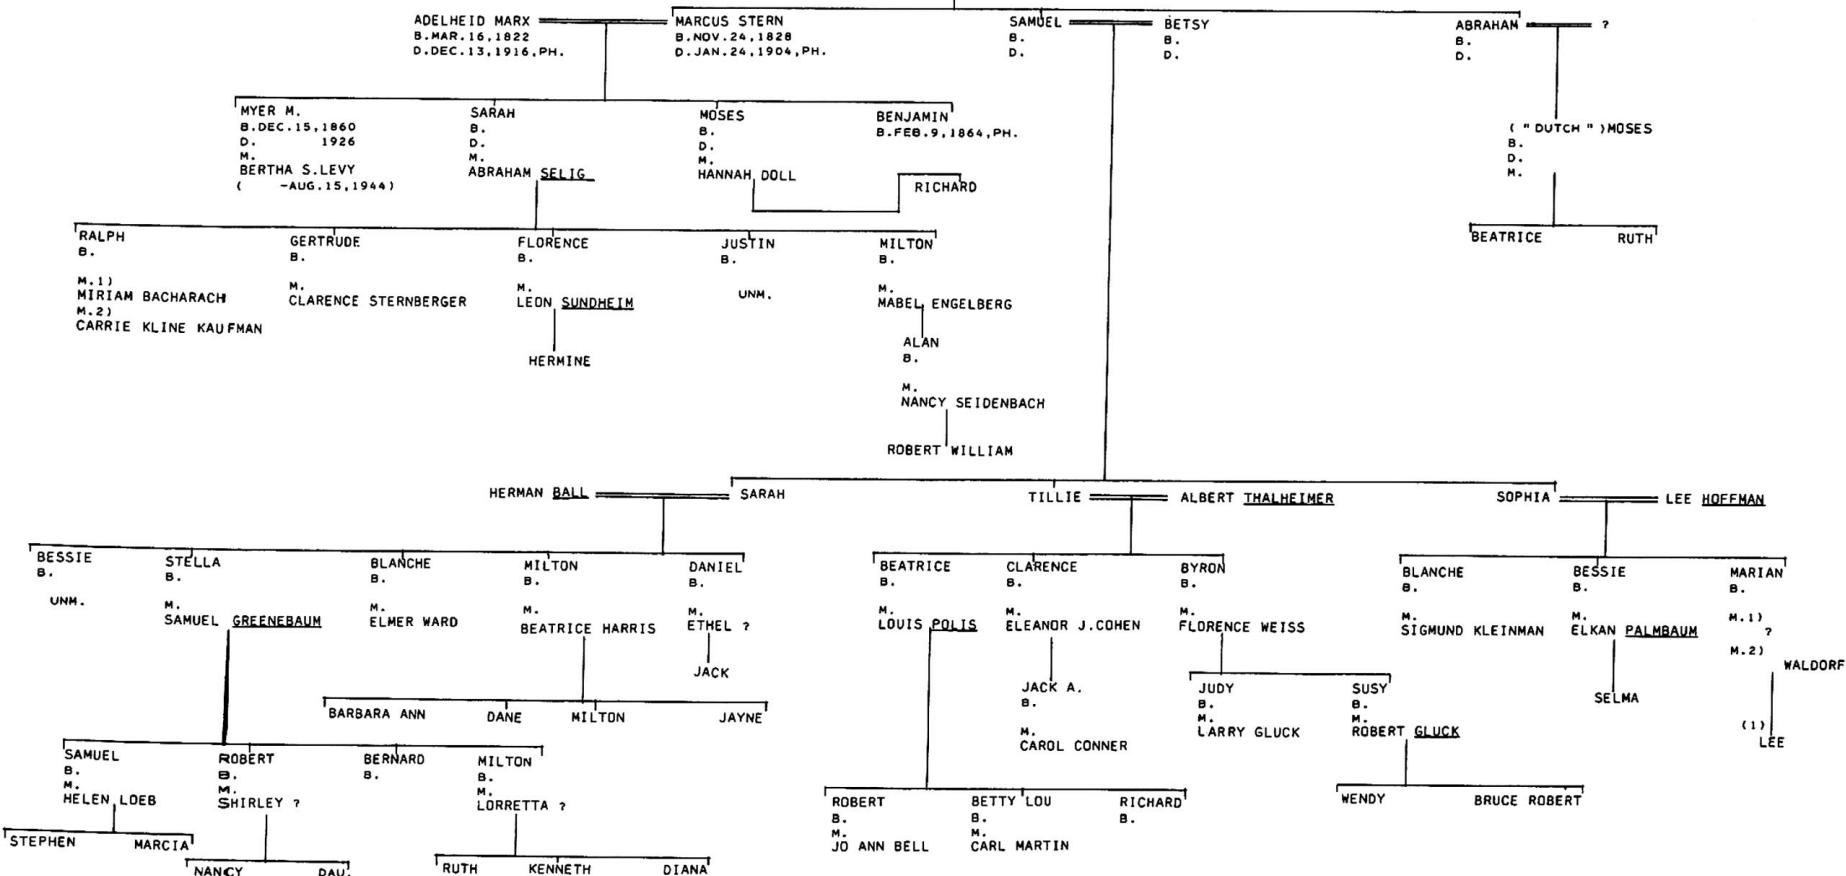 ADELHEID MARX
B.MAR.16,1822
D.DEC.13,1916,PH.
MARCUS STERN
B.NOV.24,1828
D.JAN.24,1904,PH.
SAMUEL
B.
D.
BETSY
B.
D.
ABRAHAM
B.
D.
?
MYER M.
B.DEC.15,1860
D. 1926
M.
BERTHA S.LEVY
( -AUG.15,1944)
SARAH
B.
D.
M.
ABRAHAM SELIG
MOSES
B.
D.
M.
HANNAH DOLL
BENJAMIN
B.FEB.9,1864,PH.
RICHARD
("DUTCH")MOSES
B.
D.
M.
BEATRICE
RUTH
RALPH
B.
M.1)
MIRIAM BACHARACH
M.2)
CARRIE KLINE KAUFMAN
GERTRUDE
B.
M.
CLARENCE STERNBERGER
FLORENCE
B.
M.
LEON SUNDHEIM
HERMINE
JUSTIN
B.
UNM.
MILTON
B.
M.
MABEL ENGELBERG
ALAN
B.
M.
NANCY SEIDENBACH
ROBERT WILLIAM
HERMAN BALL
SARAH
TILLIE
ALBERT THALHEIMER
SOPHIA
LEE HOFFMAN
BESSIE
B.
UNM.
STELLA
B.
M.
SAMUEL GREENEBAUM
BLANCHE
B.
M.
ELMER WARD
MILTON
B.
M.
BEATRICE HARRIS
DANIEL
B.
M.
ETHEL ?
JACK
BARBARA ANN
DANE
MILTON
JAYNE
BEATRICE
B.
M.
LOUIS POLIS
CLARENCE
B.
M.
ELEANOR J.COHEN
BYRON
B.
M.
FLORENCE WEISS
JACK A.
B.
M.
CAROL CONNER
JUDY
B.
M.
LARRY GLUCK
SUSY
B.
M.
ROBERT GLUCK
BLANCHE
B.
M.
SIGMUND KLEINMAN
BESSIE
B.
M.
ELKAN PALMBAUM
SELMA
MARIAN
B.
M.1)
?
M.2)
WALDORF
(1)
LEE
SAMUEL
B.
M.
HELEN LOEB
ROBERT
B.
M.
SHIRLEY ?
BERNARD
B.
MILTON
B.
M.
LORRETTA ?
ROBERT
B.
M.
JO ANN BELL
BETTY LOU
B.
M.
CARL MARTIN
RICHARD
B.
WENDY
BRUCE ROBERT
STEPHEN
MARCIA
NANCY
DAU.
RUTH
KENNETH
DIANA